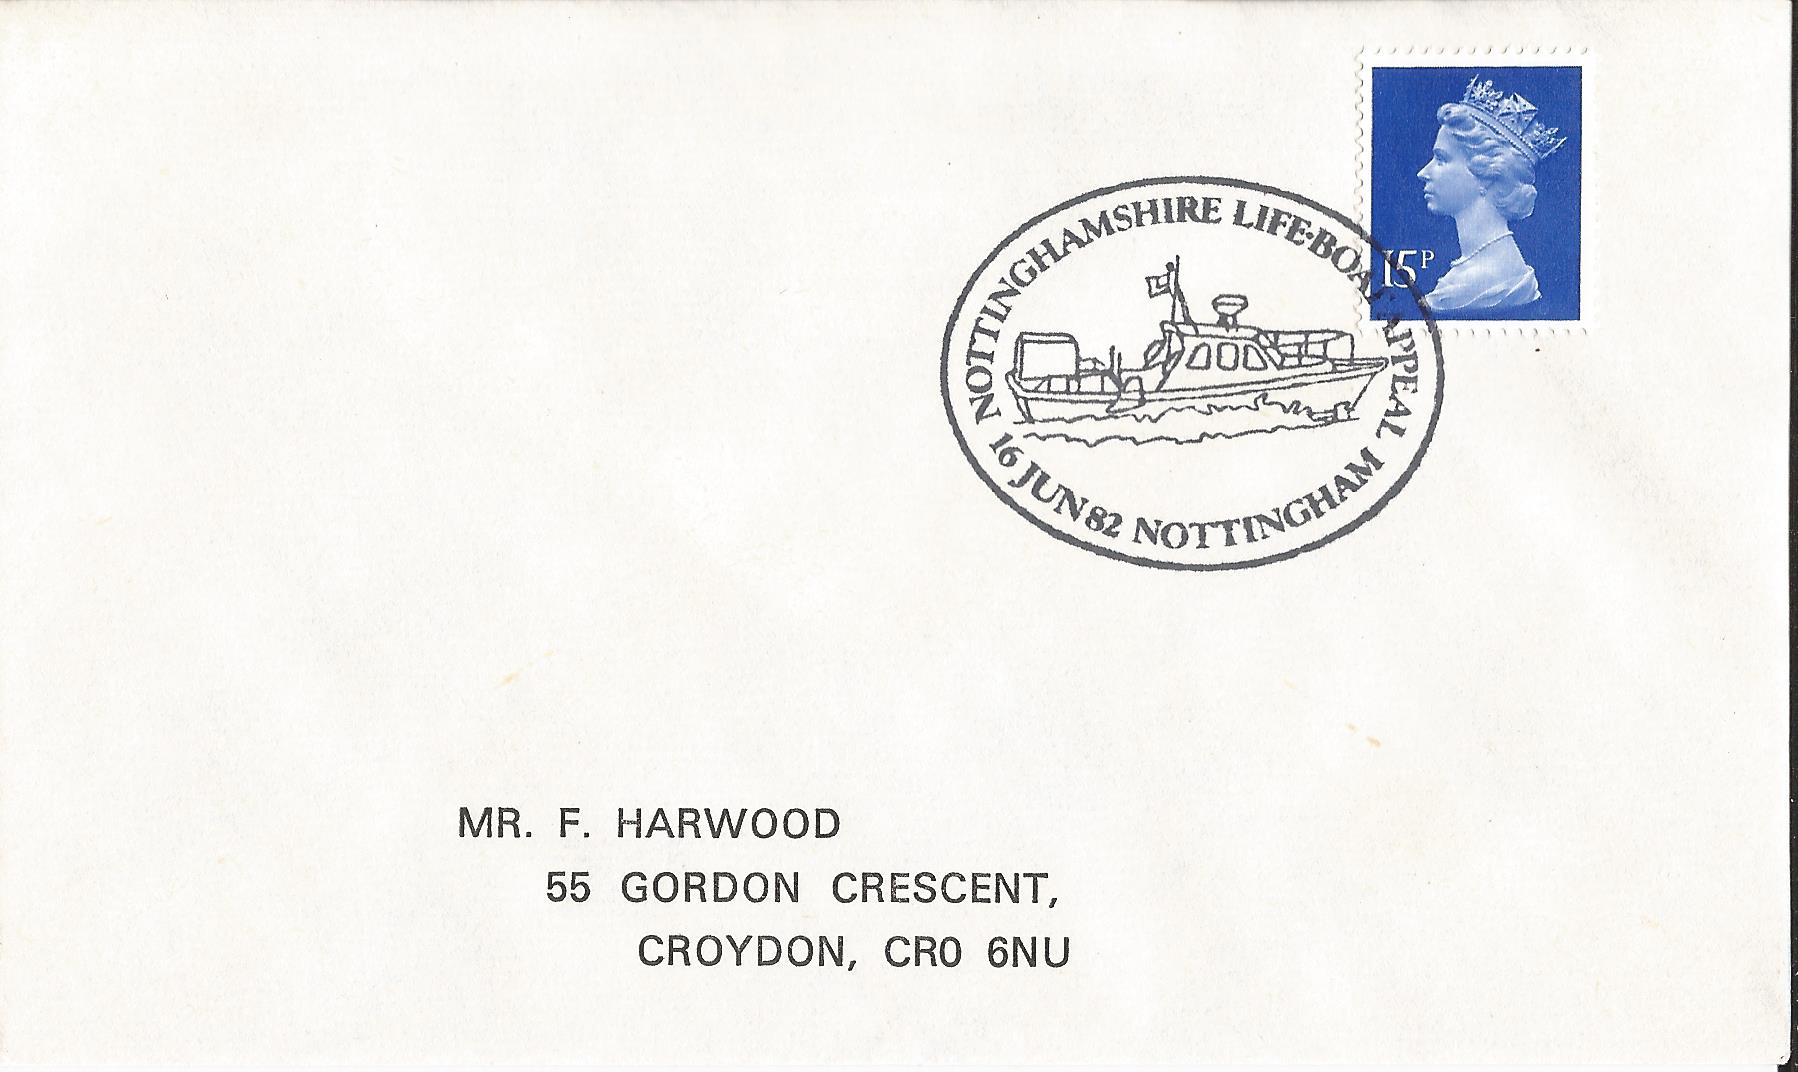 15P
NOTTINGHAMSHIRE LIFE-BOAT APPEAL
16 JUN 82 NOTTINGHAM
MR. F. HARWOOD
55 GORDON CRESCENT,
CROYDON, CR0 6NU